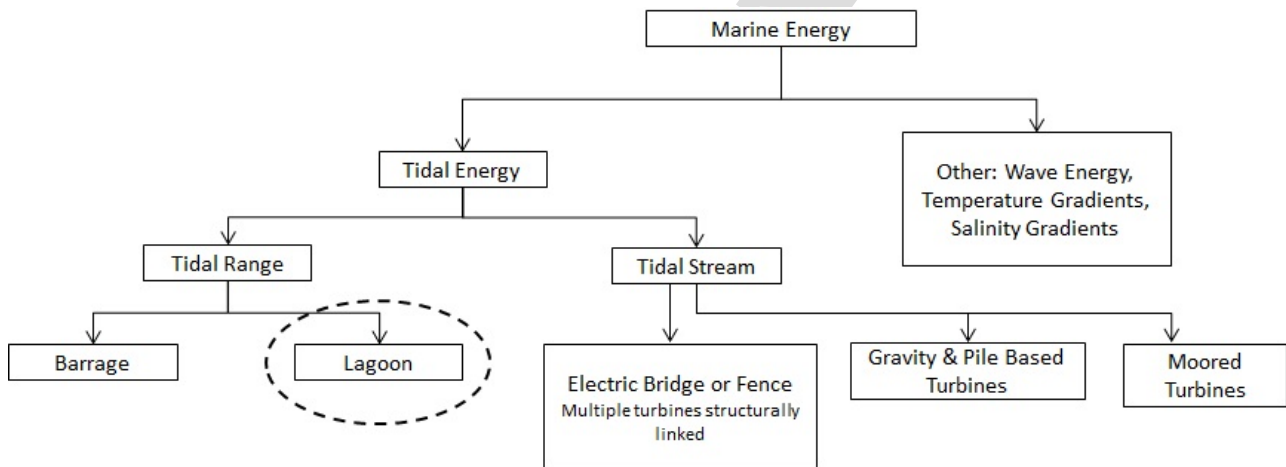 Marine Energy
Tidal Energy
Other: Wave Energy,
Temperature Gradients,
Salinity Gradients
Tidal Range
Tidal Stream
Barrage
Lagoon
Electric Bridge or Fence
Multiple turbines structurally
linked
Gravity & Pile Based
Turbines
Moored
Turbines